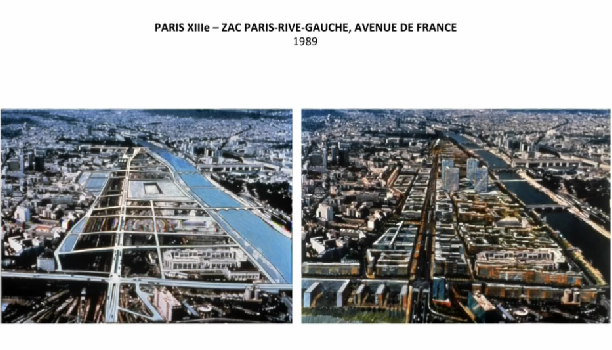 PARIS XIIIe – ZAC PARIS-RIVE-GAUCHE, AVENUE DE FRANCE
1989